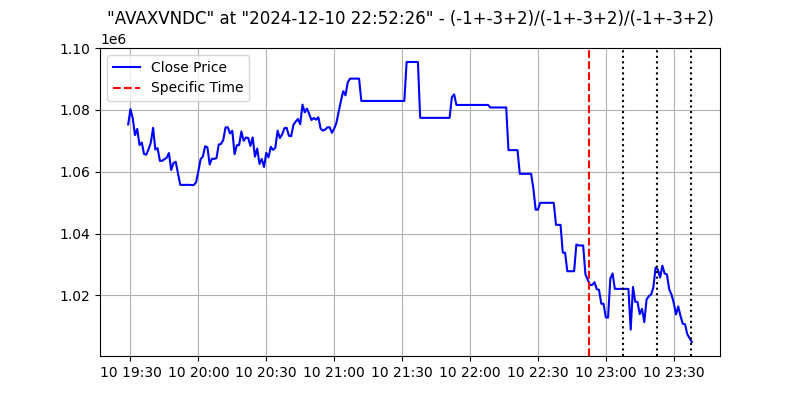 "AVAXVNDC" at "2024-12-10 22:52:26" - (-1+-3+2)/(-1+-3+2)/(-1+-3+2)
1e6
Close Price
Specific Time
1.10
1.08
1.06
1.04
1.02
10 19:30 10 20:00 10 20:30 10 21:00 10 21:30 10 22:00 10 22:30 10 23:00 10 23:30